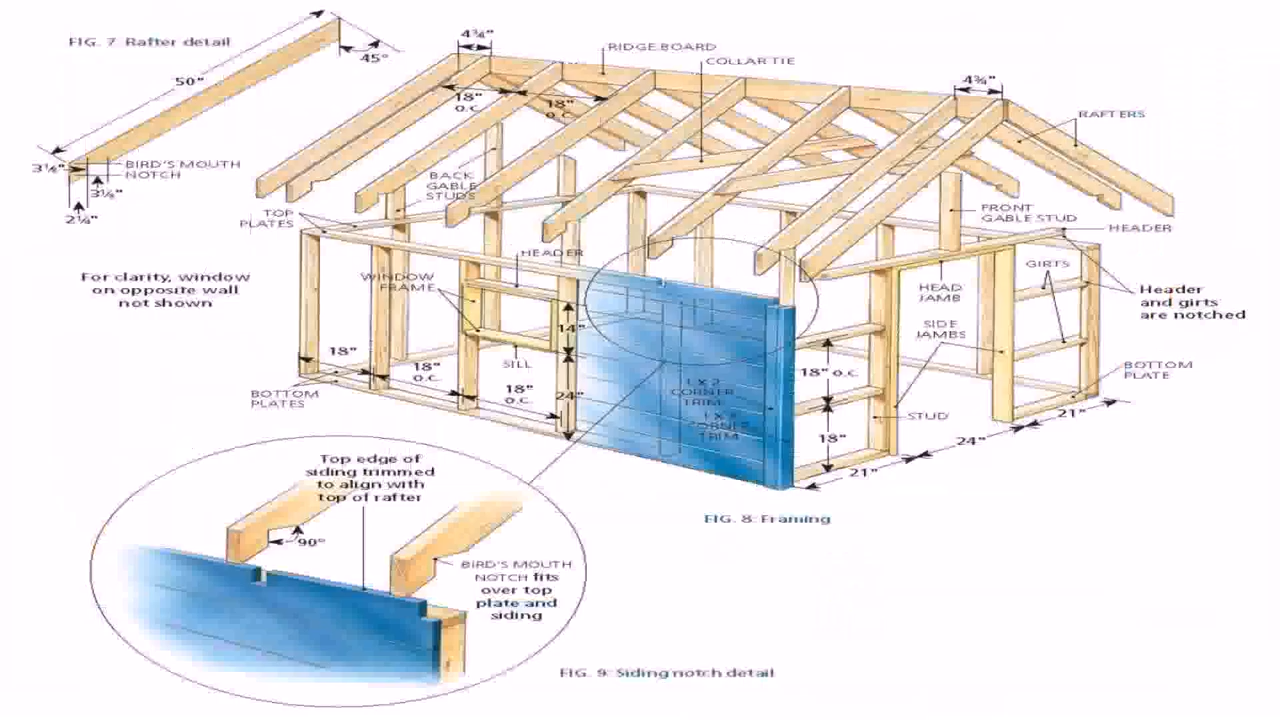 FIG. 7 Rafter detail
50"
45°
3½"
BIRD'S MOUTH
NOTCH
3⅛"
2¼"
4¾"
RIDGE BOARD
COLLAR TIE
4¾"
18"
O.C.
18"
O.C.
RAFTERS
BACK
GABLE
STUDS
TOP
PLATES
FRONT
GABLE STUD
HEADER
For clarity, window
on opposite wall
not shown
WINDOW
FRAME
HEADER
HEAD
JAMB
GIRTS
Header
and girts
are notched
SIDE
JAMBS
14"
SILL
18"
18"
O.C.
18"
O.C.
24"
BOTTOM
PLATES
1 X 2
CORNER
TRIM
CORNER
TRIM
18" O.C.
18"
STUD
BOTTOM
PLATE
21"
24"
21"
FIG. 8: Framing
Top edge of
siding trimmed
to align with
top of rafter
90°
BIRD'S MOUTH
NOTCH fits
over top
plate and
siding
FIG. 9: Siding notch detail